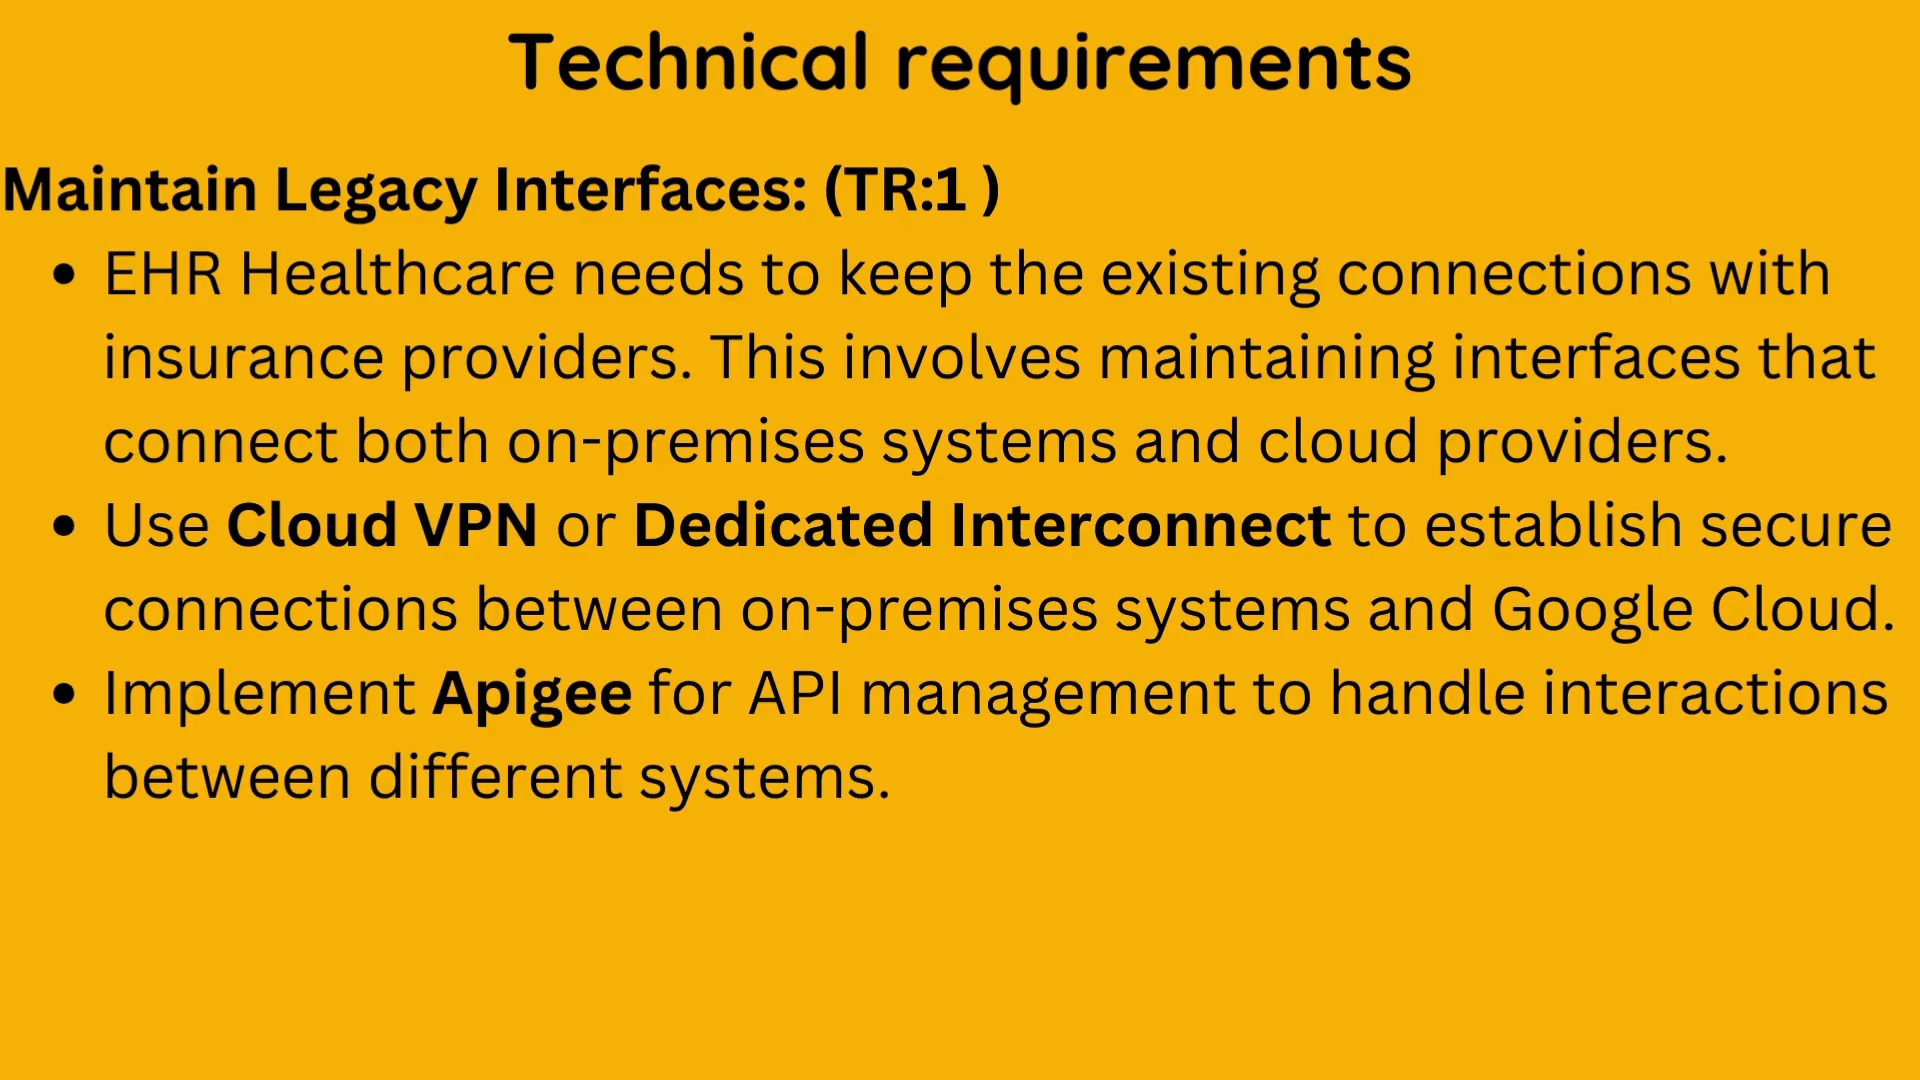 Technical requirements
Maintain Legacy Interfaces: (TR:1 )
• EHR Healthcare needs to keep the existing connections with
insurance providers. This involves maintaining interfaces that
connect both on-premises systems and cloud providers.
• Use Cloud VPN or Dedicated Interconnect to establish secure
connections between on-premises systems and Google Cloud.
• Implement Apigee for API management to handle interactions
between different systems.